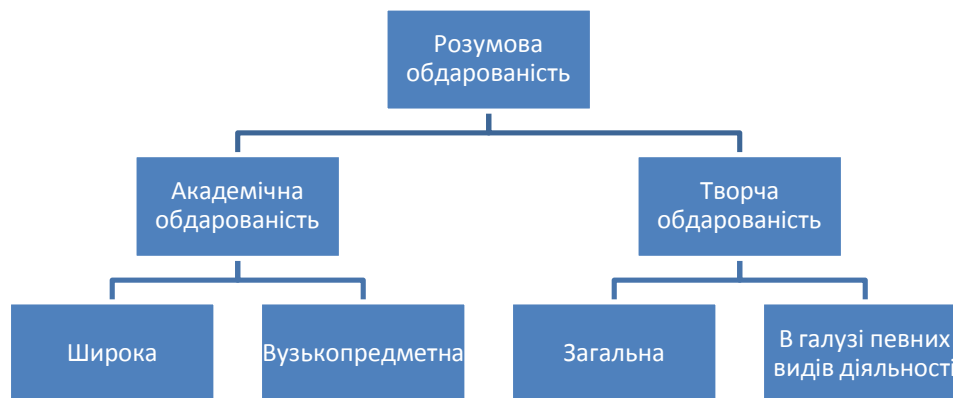 Розумова
обдарованість
Академічна
обдарованість
Творча
обдарованість
Широка
Вузькопредметна
Загальна
В галузі певних
видів діяльності